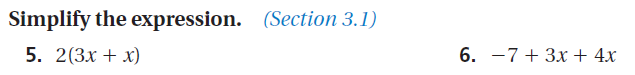 Simplify the expression. (Section 3.1)
5. 2(3x + x) 6. −7 + 3x + 4x